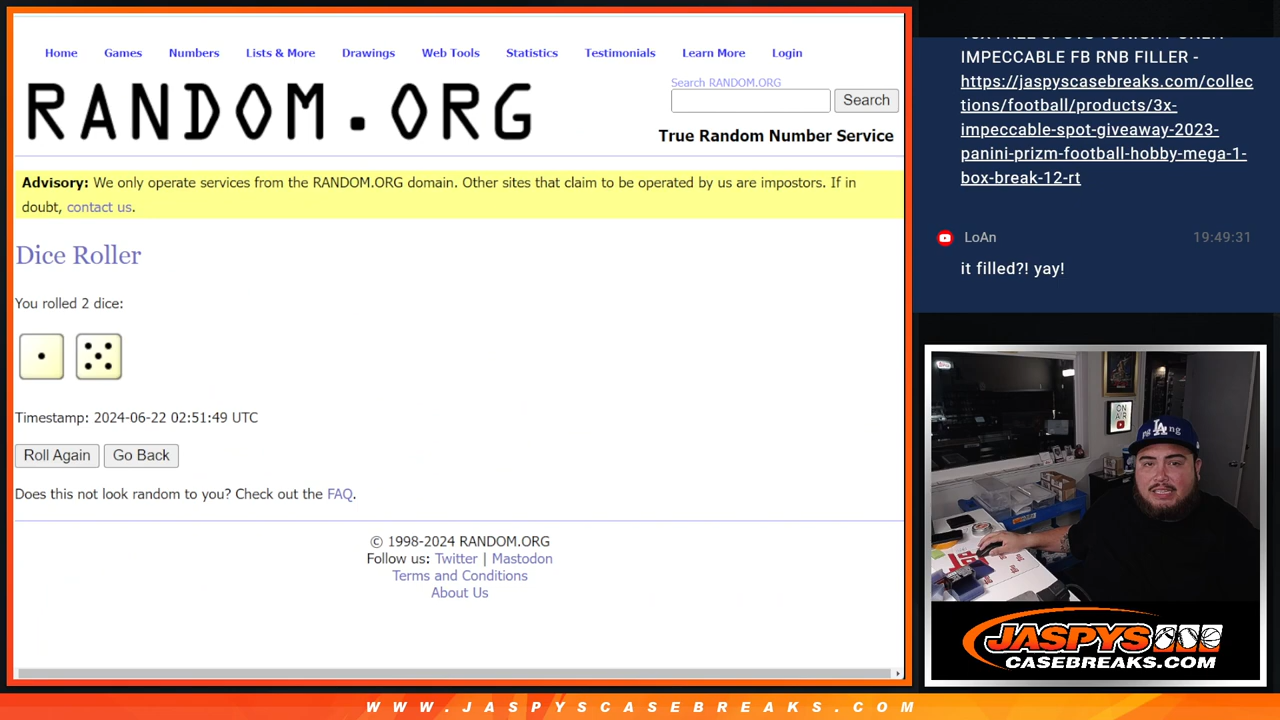 Home Games Numbers Lists & More Drawings Web Tools Statistics Testimonials Learn More Login
RANDOM.ORG
Search RANDOM.ORG
Search
True Random Number Service
Advisory: We only operate services from the RANDOM.ORG domain. Other sites that claim to be operated by us are impostors. If in
doubt, contact us.
Dice Roller
You rolled 2 dice:
Timestamp: 2024-06-22 02:51:49 UTC
Roll Again Go Back
Does this not look random to you? Check out the FAQ.
© 1998-2024 RANDOM.ORG
Follow us: Twitter | Mastodon
Terms and Conditions
About Us
IMPECCABLE FB RNB FILLER -
https://jaspyscasebreaks.com/collec
tions/football/products/3x-
impeccable-spot-giveaway-2023-
panini-prizm-football-hobby-mega-1-
box-break-12-rt
LoAn 19:49:31
it filled?! yay!
ON
AIR
LA
JASPYS
CASEBREAKS.COM
WWW.JASPYSCASEBREAKS.COM